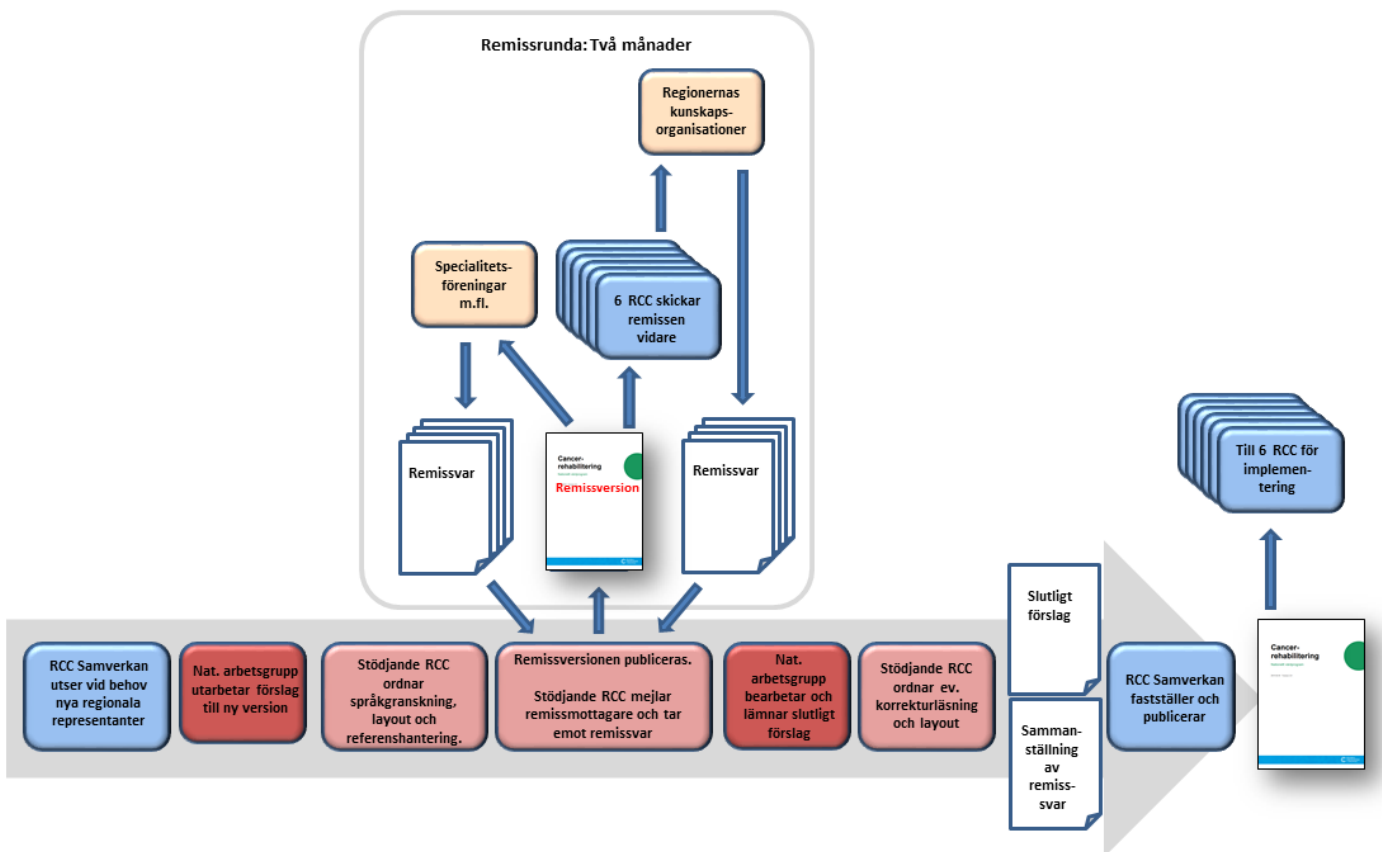 Remissrunda: Två månader
Regionernas
kunskaps-
organisationer
Specialitets-
föreningar
m.fl.
6 RCC skickar
remissen
vidare
Remissvar
Cancer-
rehabilitering
Remissversion
Remissvar
Till 6 RCC för
implemen-
tering
RCC Samverkan
utser vid behov
nya regionala
representanter
Nat. arbetsgrupp
utarbetar förslag
till ny version
Stödjande RCC
ordnar
språkgranskning,
layout och
referenshantering.
Remissversionen publiceras.
Stödjande RCC mejlar
remissmottagare och tar
emot remissvar
Nat.
arbetsgrupp
bearbetar och
lämnar slutligt
förslag
Stödjande RCC
ordnar ev.
korrekturläsning
och layout
Slutligt
förslag
Samman-
ställning
av
remiss-
svar
RCC Samverkan
fastställer och
publicerar
Cancer-
rehabilitering